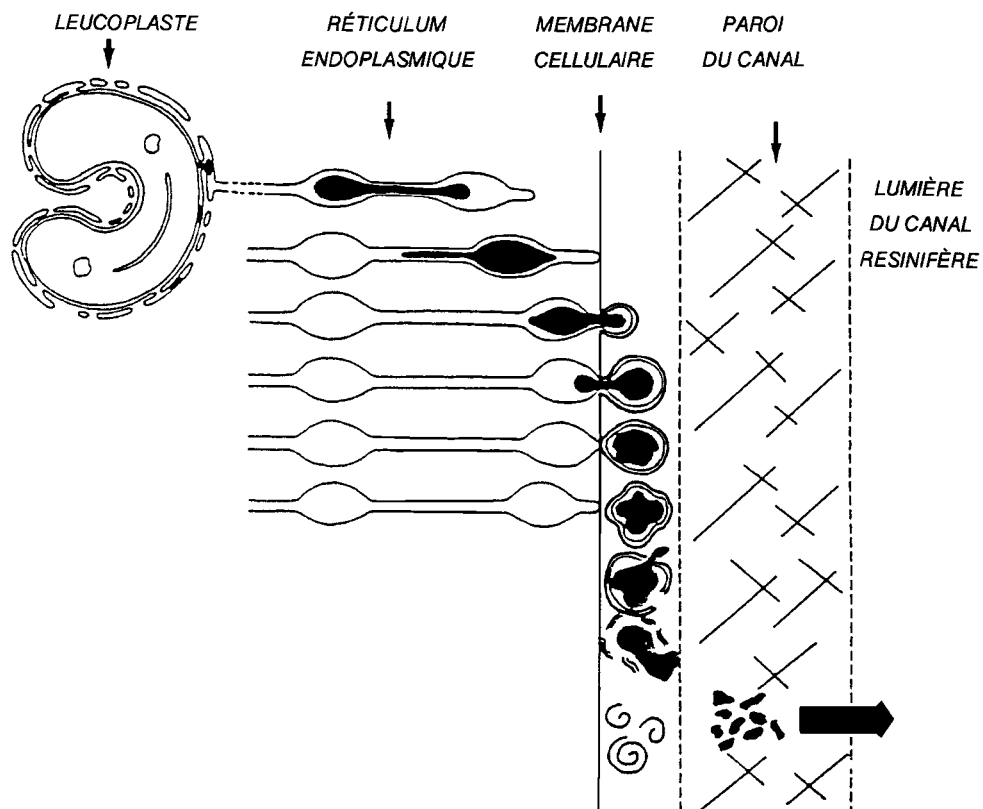 LEUCOPLASTE
RÉTICULUM
ENDOPLASMIQUE
MEMBRANE
CELLULAIRE
PAROI
DU CANAL
LUMIÈRE
DU CANAL
RESINIFÈRE